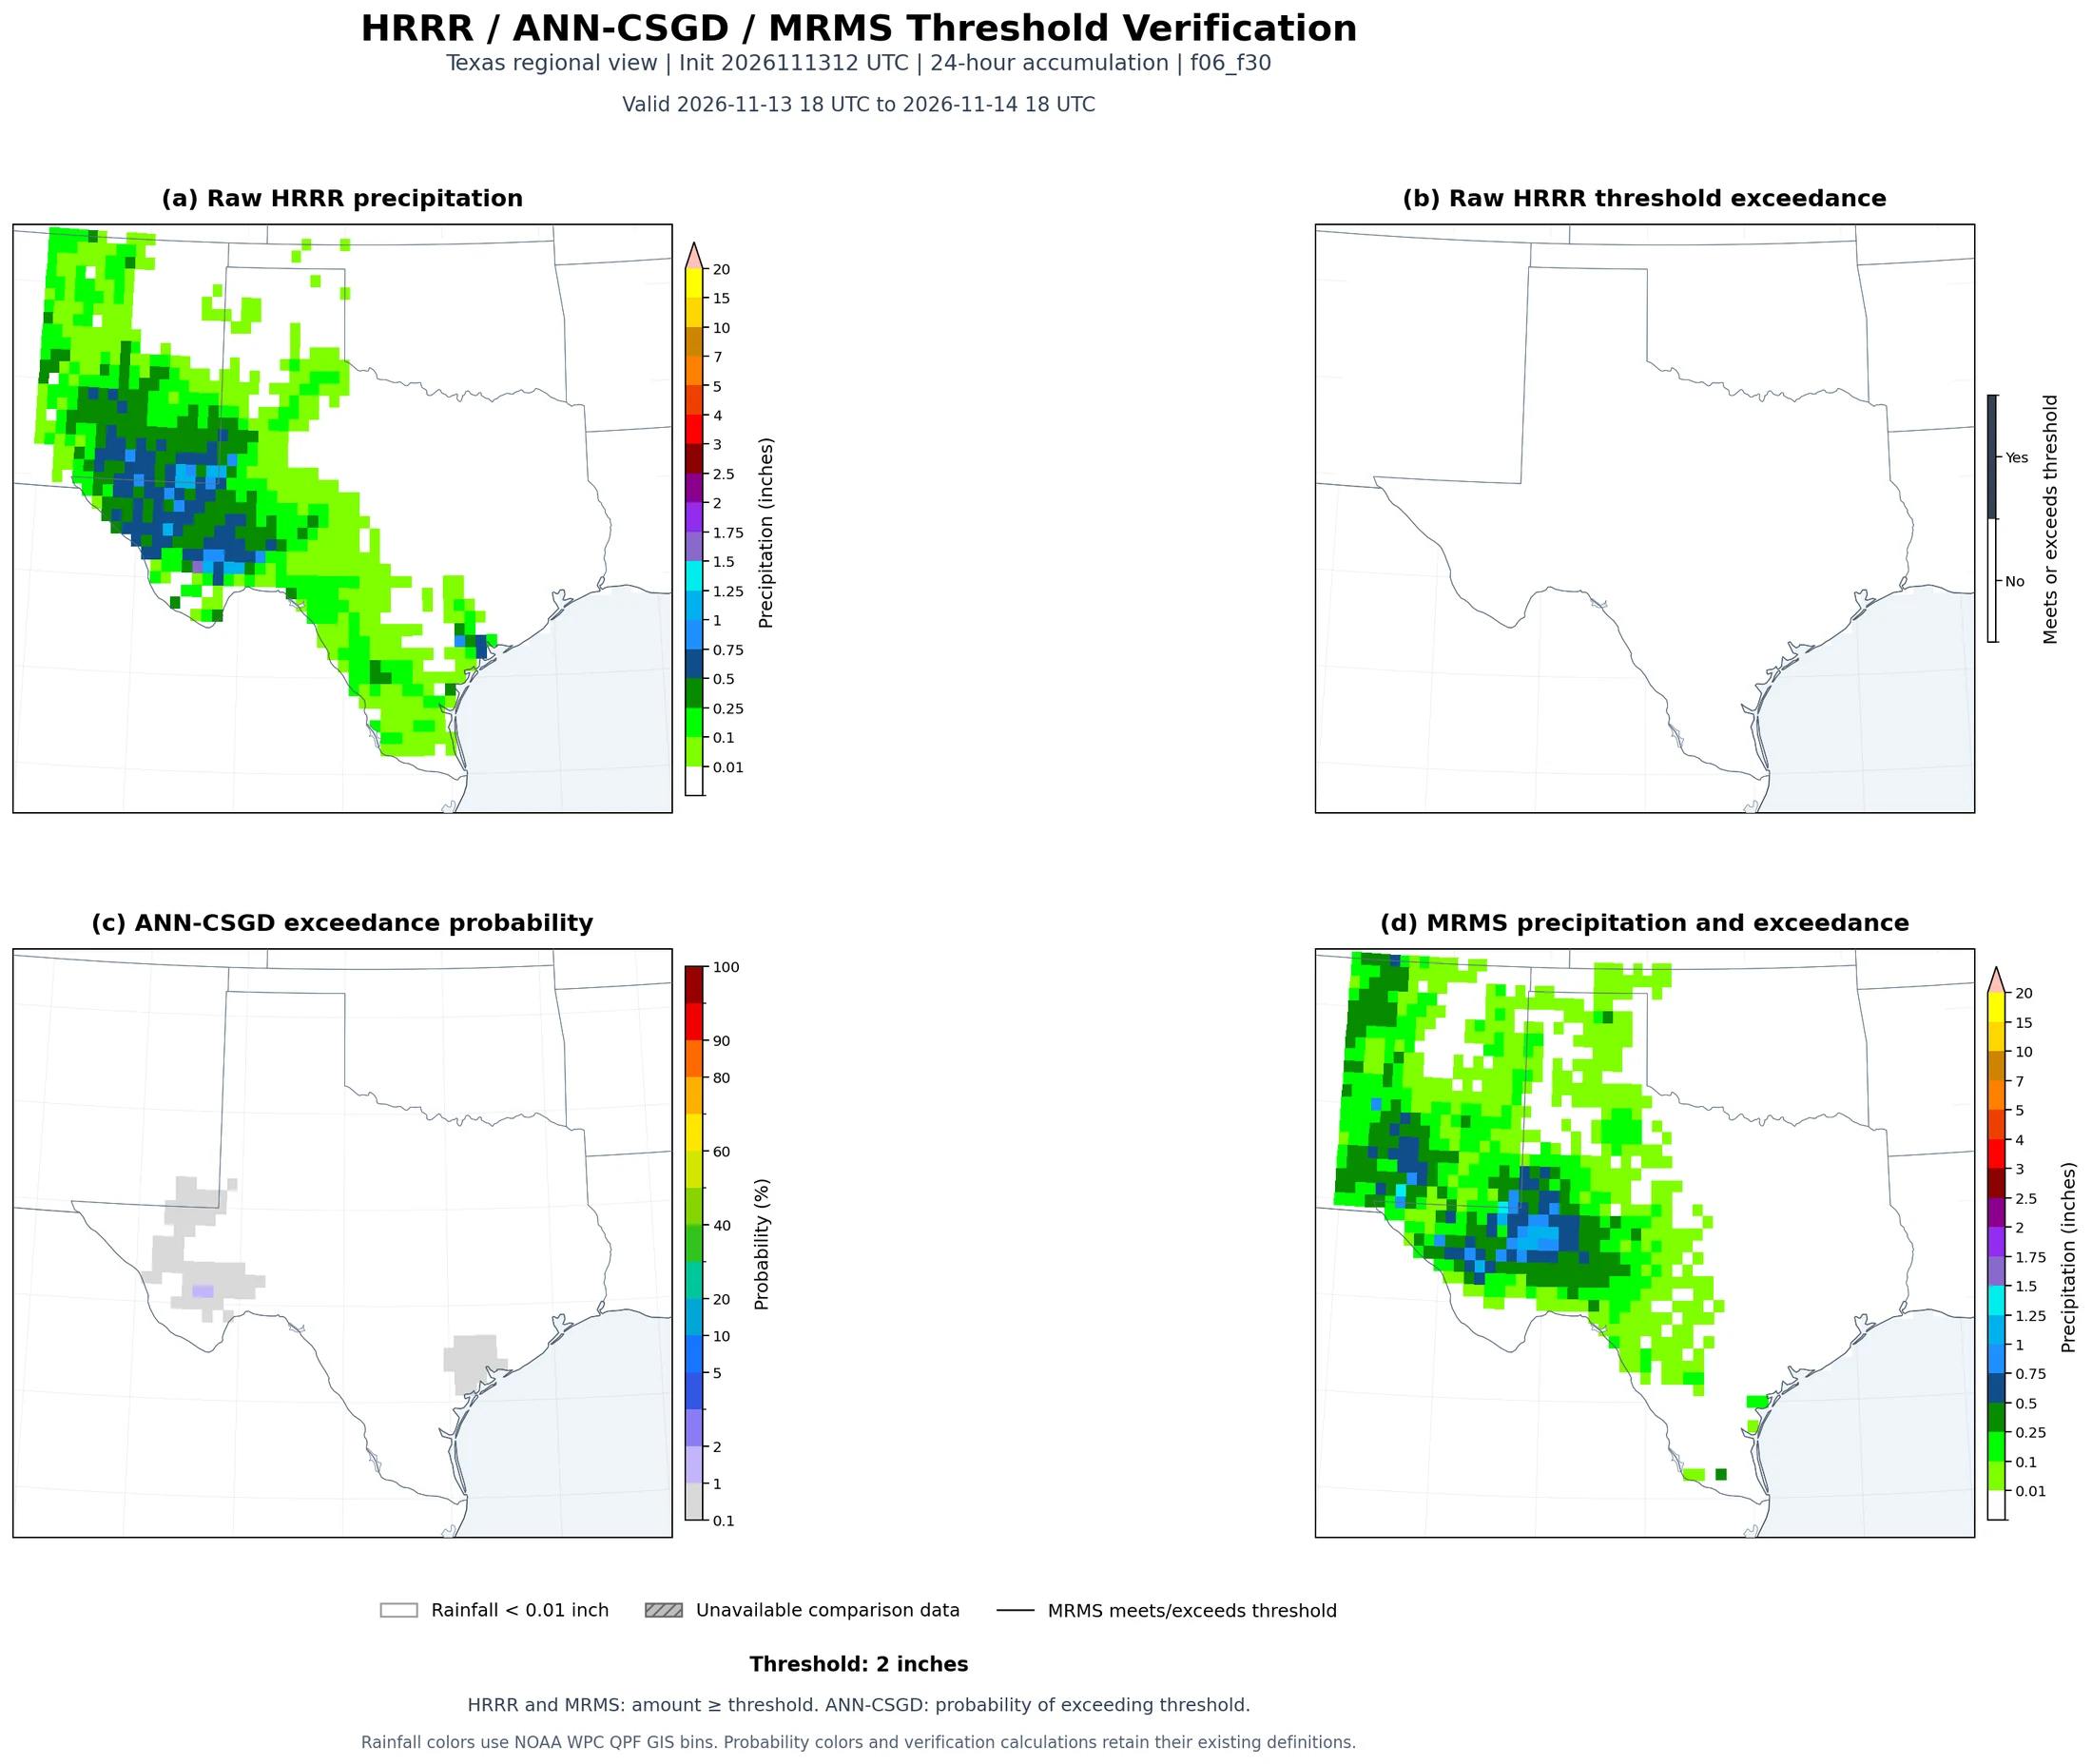 HRRR / ANN-CSGD / MRMS Threshold Verification
Texas regional view | Init 2026111312 UTC | 24-hour accumulation | f06_f30
Valid 2026-11-13 18 UTC to 2026-11-14 18 UTC
(a) Raw HRRR precipitation
20
15
10
7
5
4
3
2.5
2
1.75
1.5
1.25
1
0.75
0.5
0.25
0.1
0.01
Precipitation (inches)
(b) Raw HRRR threshold exceedance
Yes
No
Meets or exceeds threshold
(c) ANN-CSGD exceedance probability
100
90
80
60
40
20
10
5
2
1
0.1
Probability (%)
(d) MRMS precipitation and exceedance
20
15
10
7
5
4
3
2.5
2
1.75
1.5
1.25
1
0.75
0.5
0.25
0.1
0.01
Precipitation (inches)
Rainfall < 0.01 inch
Unavailable comparison data
MRMS meets/exceeds threshold
Threshold: 2 inches
HRRR and MRMS: amount ≥ threshold. ANN-CSGD: probability of exceeding threshold.
Rainfall colors use NOAA WPC QPF GIS bins. Probability colors and verification calculations retain their existing definitions.